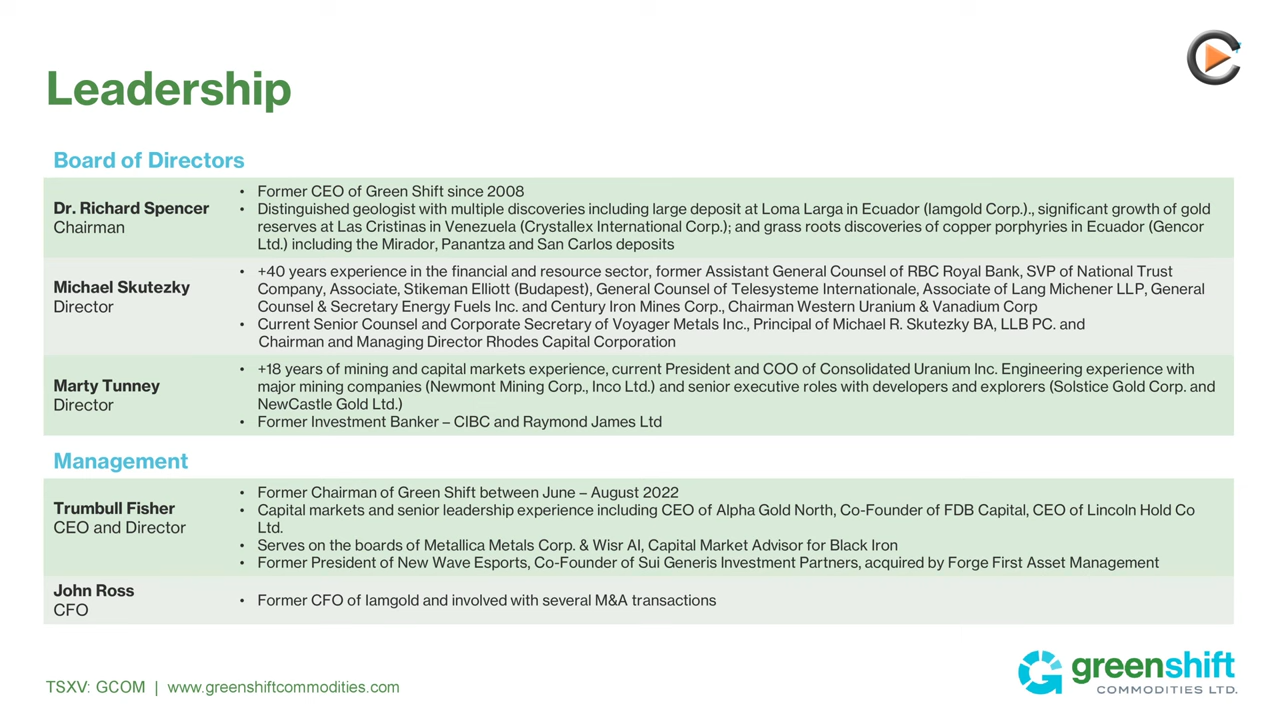 Leadership
Board of Directors
Dr. Richard Spencer
Chairman
• Former CEO of Green Shift since 2008
• Distinguished geologist with multiple discoveries including large deposit at Loma Larga in Ecuador (Iamgold Corp.)., significant growth of gold
reserves at Las Cristinas in Venezuela (Crystallex International Corp.); and grass roots discoveries of copper porphyries in Ecuador (Gencor
Ltd.) including the Mirador, Panantza and San Carlos deposits
Michael Skutezky
Director
• +40 years experience in the financial and resource sector, former Assistant General Counsel of RBC Royal Bank, SVP of National Trust
Company, Associate, Stikeman Elliott (Budapest), General Counsel of Telesysteme Internationale, Associate of Lang Michener LLP, General
Counsel & Secretary Energy Fuels Inc. and Century Iron Mines Corp., Chairman Western Uranium & Vanadium Corp
• Current Senior Counsel and Corporate Secretary of Voyager Metals Inc., Principal of Michael R. Skutezky BA, LLB PC. and
Chairman and Managing Director Rhodes Capital Corporation
Marty Tunney
Director
• +18 years of mining and capital markets experience, current President and COO of Consolidated Uranium Inc. Engineering experience with
major mining companies (Newmont Mining Corp., Inco Ltd.) and senior executive roles with developers and explorers (Solstice Gold Corp. and
NewCastle Gold Ltd.)
• Former Investment Banker – CIBC and Raymond James Ltd
Management
Trumbull Fisher
CEO and Director
• Former Chairman of Green Shift between June – August 2022
• Capital markets and senior leadership experience including CEO of Alpha Gold North, Co-Founder of FDB Capital, CEO of Lincoln Hold Co
Ltd.
• Serves on the boards of Metallica Metals Corp. & Wisr AI, Capital Market Advisor for Black Iron
• Former President of New Wave Esports, Co-Founder of Sui Generis Investment Partners, acquired by Forge First Asset Management
John Ross
CFO
• Former CFO of Iamgold and involved with several M&A transactions
TSXV: GCOM | www.greenshiftcommodities.com
greenshift
COMMODITIES LTD.